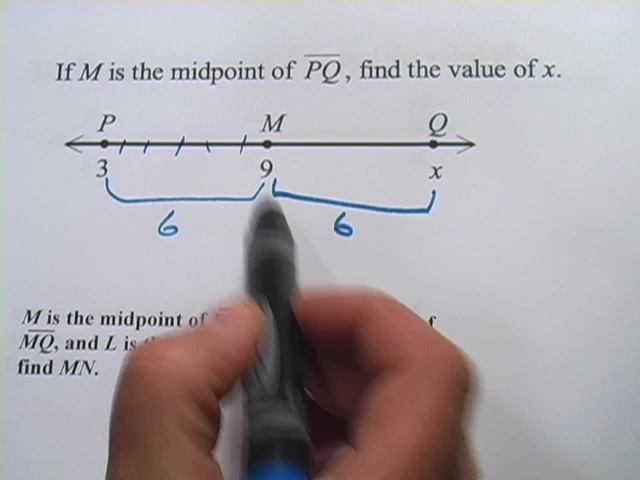 If M is the midpoint of PQ, find the value of x.
P M Q
3 9 x
6 6
M is the midpoint of
MQ, and L is
find MN.